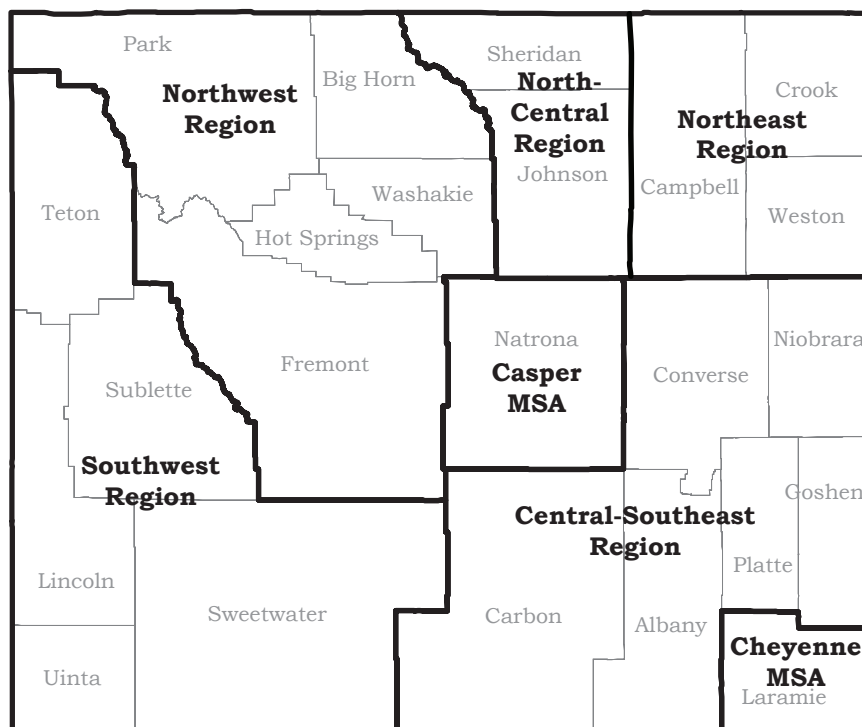 Park
Sheridan
Big Horn
Crook
Northwest
Region
North-
Central
Region
Northeast
Region
Johnson
Campbell
Washakie
Teton
Weston
Hot Springs
Natrona
Niobrara
Fremont
Converse
Casper
MSA
Sublette
Southwest
Region
Goshen
Central-Southeast
Region
Platte
Lincoln
Sweetwater
Carbon
Albany
Cheyenne
MSA
Uinta
Laramie